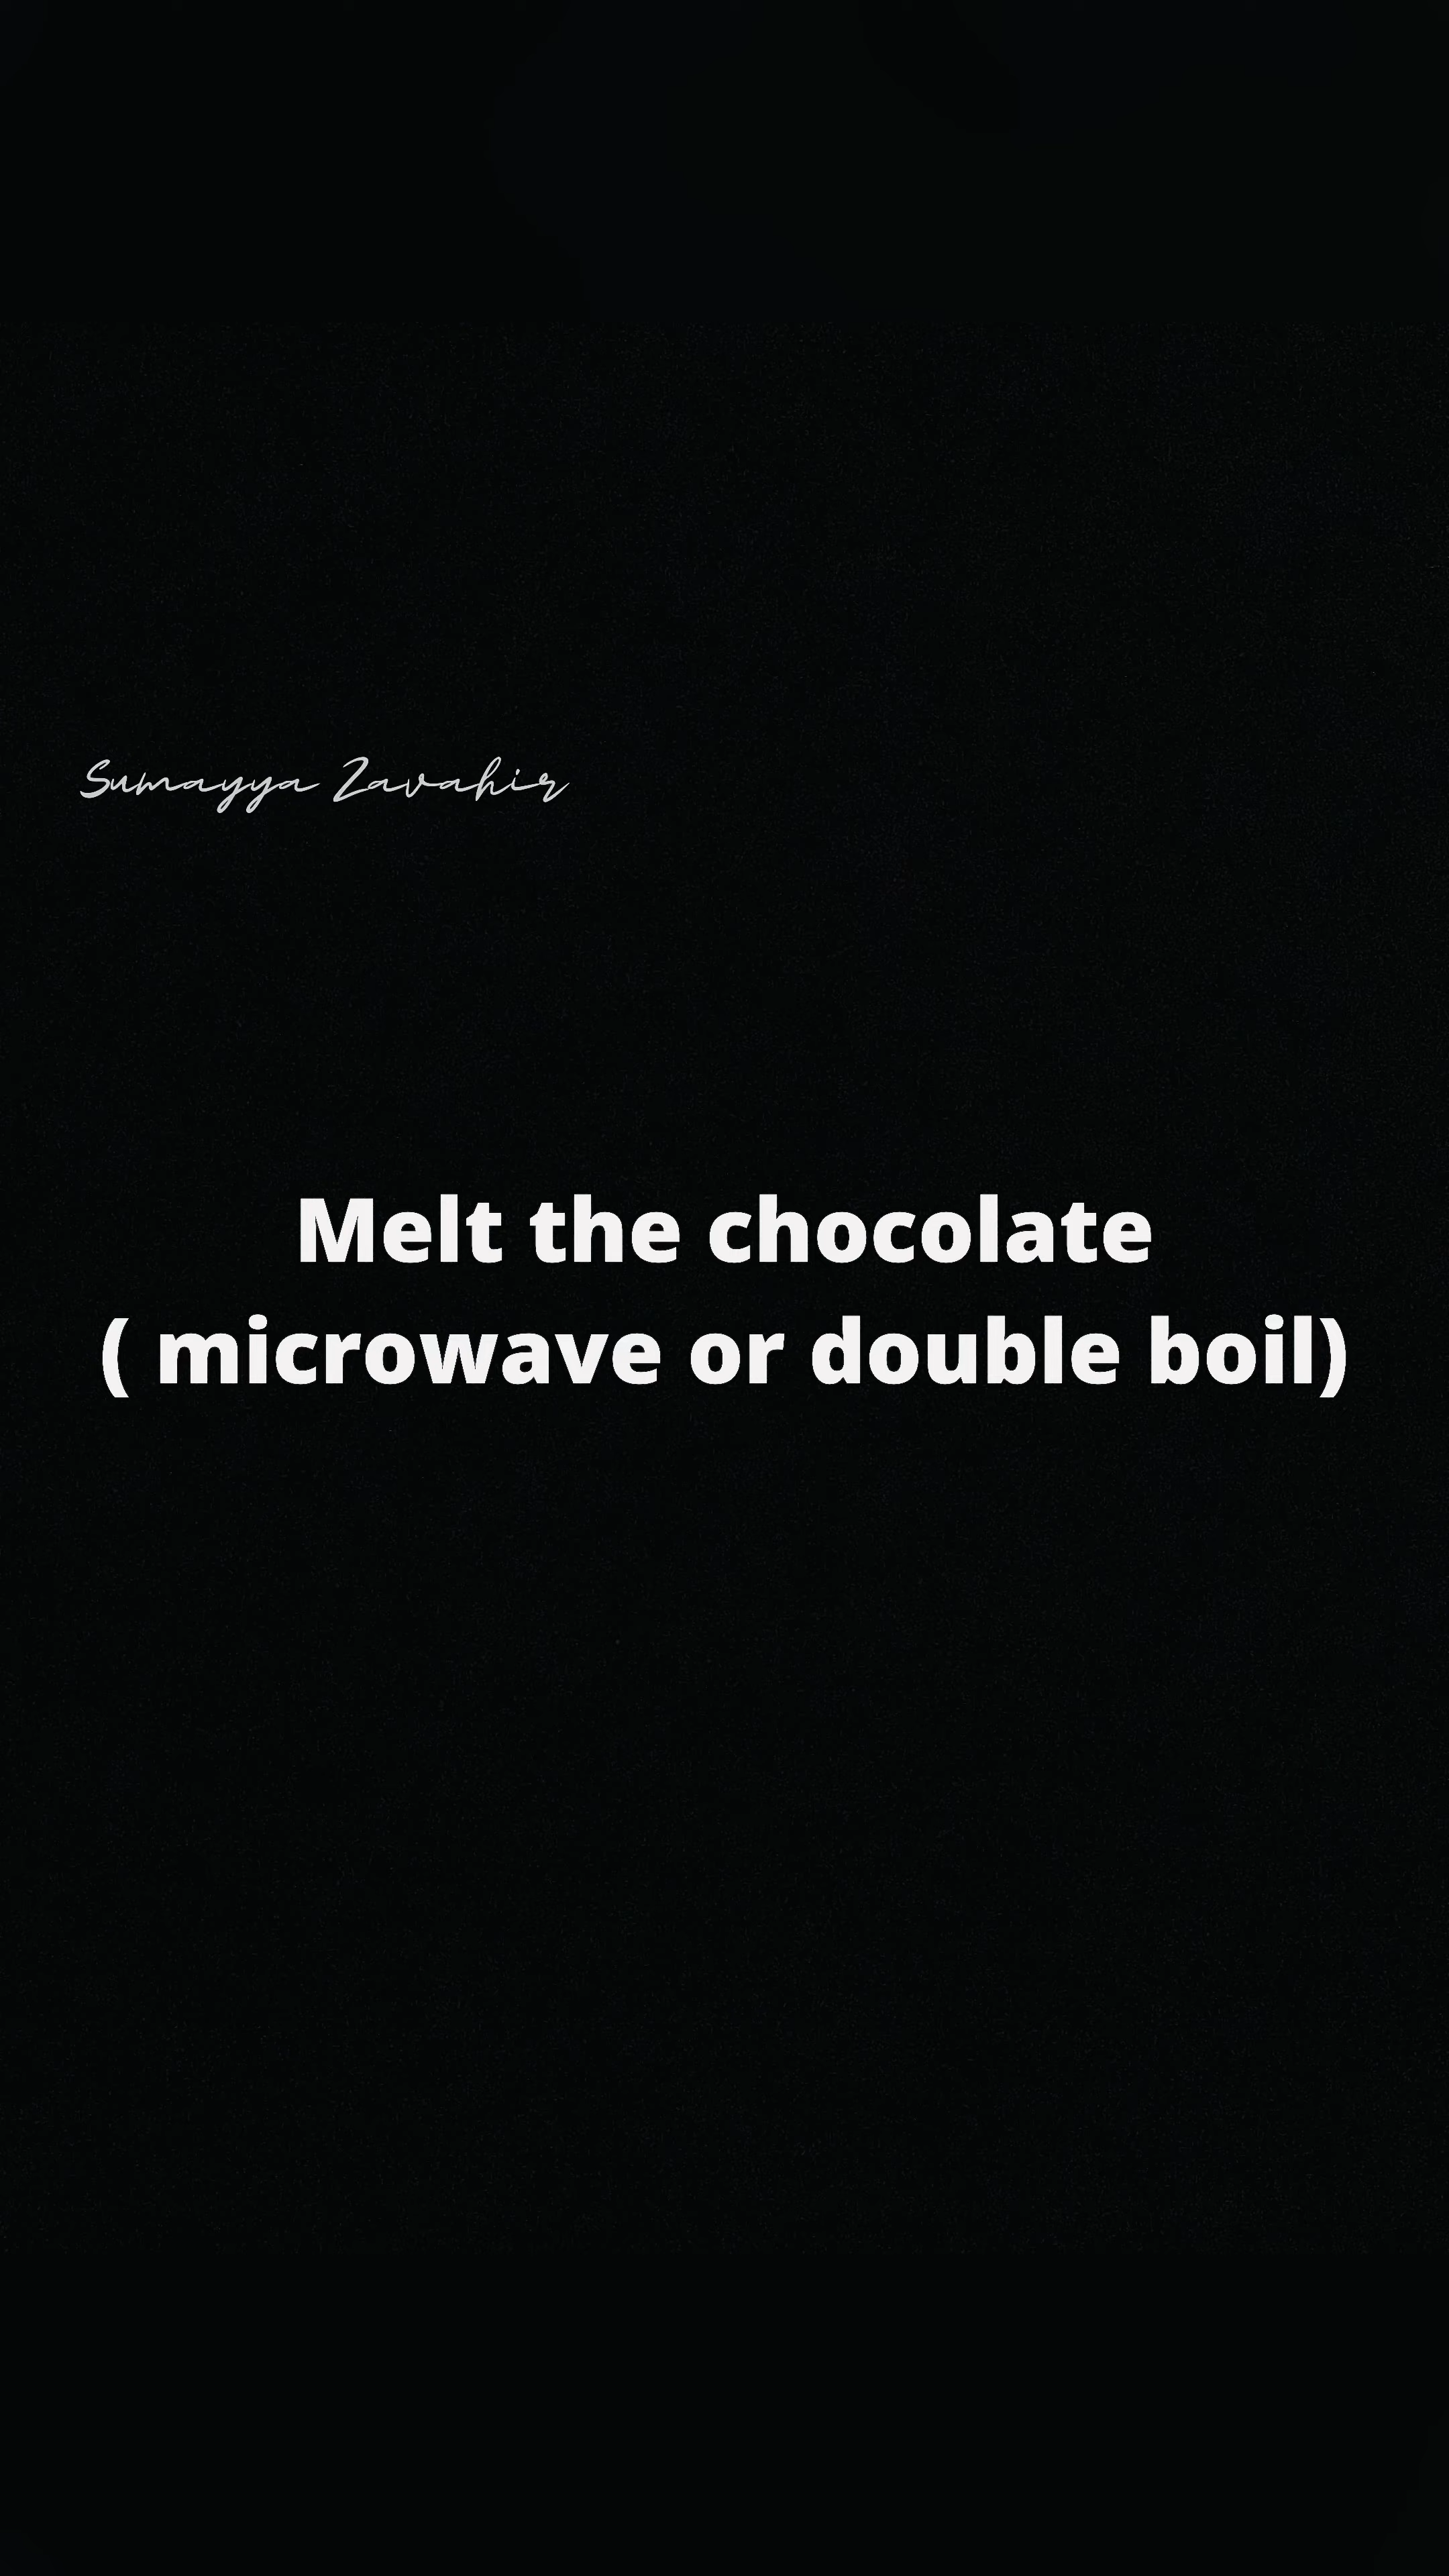 Sumayya Zavahir
Melt the chocolate
( microwave or double boil)